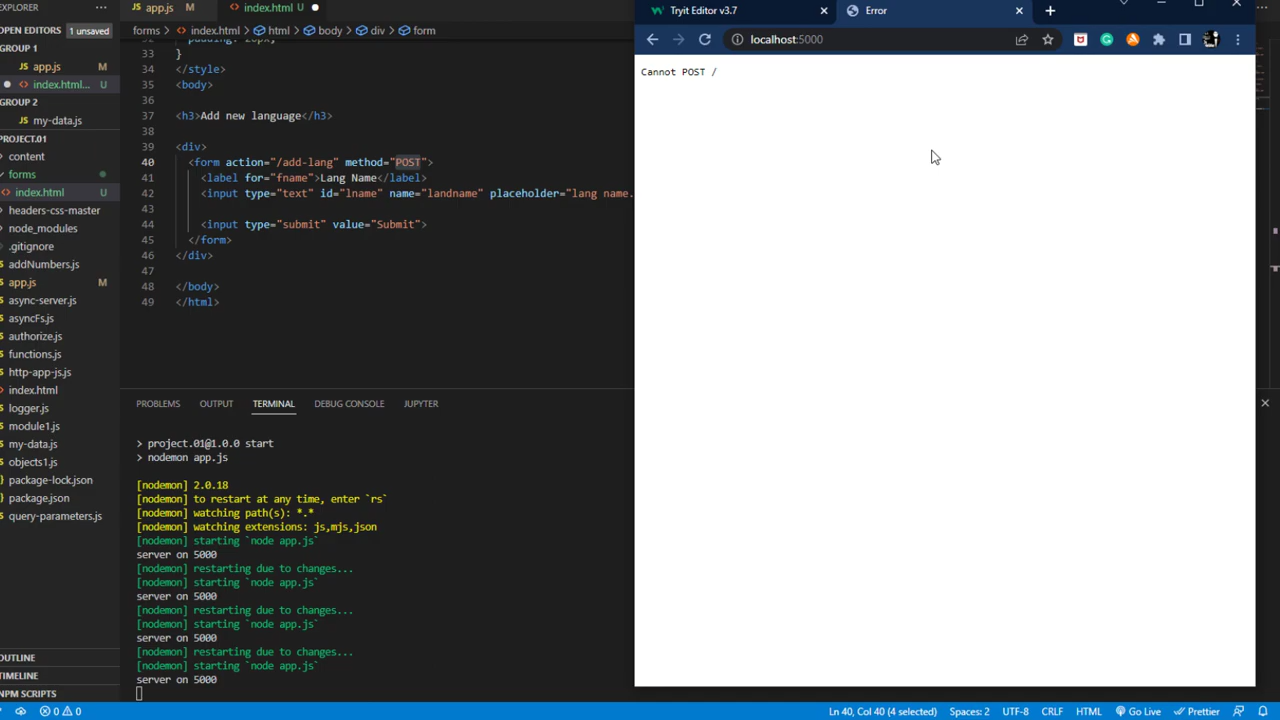 EXPLORER
OPEN EDITORS 1 unsaved
GROUP 1
JS app.js M
index.html... U
GROUP 2
JS my-data.js
PROJECT.01
content
forms
index.html U
headers-css-master
node_modules
.gitignore
addNumbers.js
app.js M
async-server.js
asyncFs.js
authorize.js
functions.js
http-app-js.js
index.html
logger.js
module1.js
my-data.js
objects1.js
package-lock.json
package.json
query-parameters.js
OUTLINE
TIMELINE
NPM SCRIPTS
JS app.js M
<> index.html U
forms > <> index.html > html > body > div > form
33 }
34 </style>
35 <body>
36
37 <h3>Add new language</h3>
38
39 <div>
40 <form action="/add-lang" method="POST">
41 <label for="fname">Lang Name</label>
42 <input type="text" id="lname" name="landname" placeholder="lang name.
43
44 <input type="submit" value="Submit">
45 </form>
46 </div>
47
48 </body>
49 </html>
PROBLEMS OUTPUT TERMINAL DEBUG CONSOLE JUPYTER
> project.01@1.0.0 start
> nodemon app.js
[nodemon] 2.0.18
[nodemon] to restart at any time, enter `rs`
[nodemon] watching path(s): *.*
[nodemon] watching extensions: js,mjs,json
[nodemon] starting `node app.js`
server on 5000
[nodemon] restarting due to changes...
[nodemon] starting `node app.js`
server on 5000
[nodemon] restarting due to changes...
[nodemon] starting `node app.js`
server on 5000
[nodemon] restarting due to changes...
[nodemon] starting `node app.js`
server on 5000
Tryit Editor v3.7
Error
localhost:5000
Cannot POST /
0 0 Ln 40, Col 40 (4 selected) Spaces: 2 UTF-8 CRLF HTML Go Live Prettier